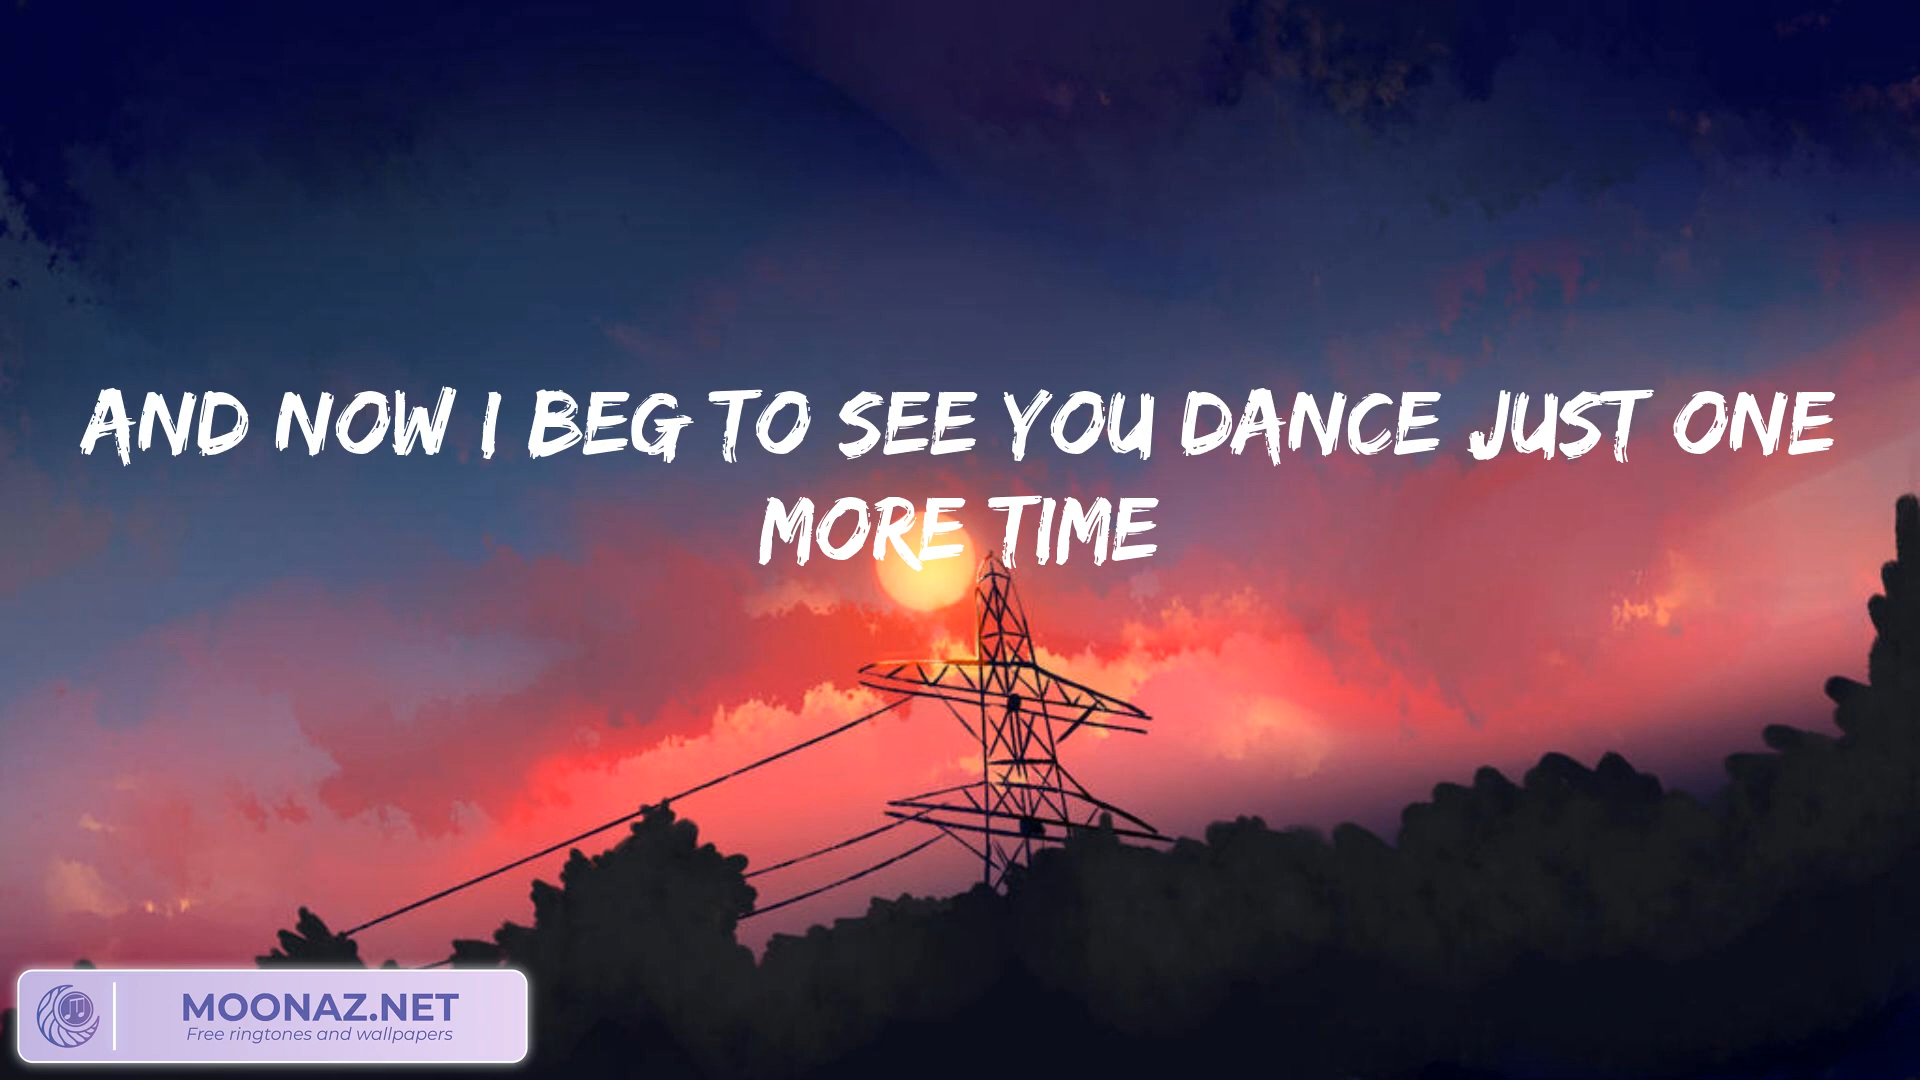 AND NOW I BEG TO SEE YOU DANCE JUST ONE
MORE TIME
MOONAZ.NET
Free ringtones and wallpapers